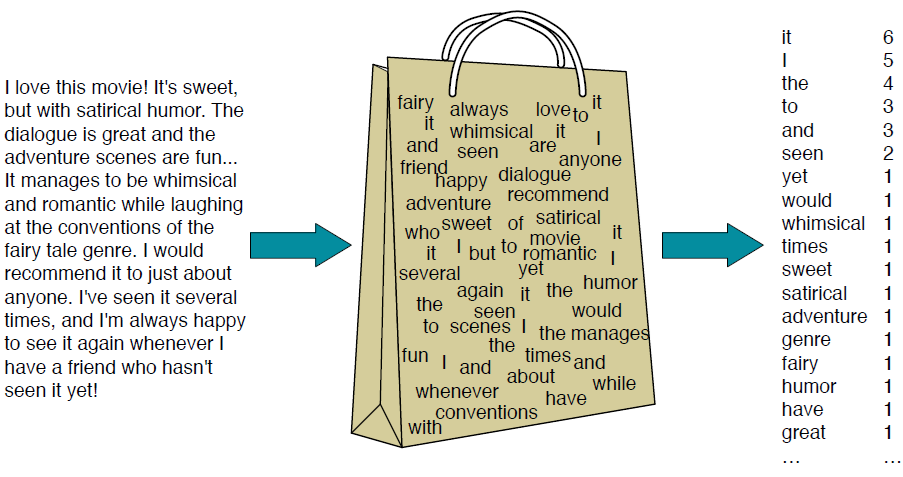 I love this movie! It's sweet,
but with satirical humor. The
dialogue is great and the
adventure scenes are fun...
It manages to be whimsical
and romantic while laughing
at the conventions of the
fairy tale genre. I would
recommend it to just about
anyone. I've seen it several
times, and I'm always happy
to see it again whenever I
have a friend who hasn't
seen it yet!
fairy always love to it
it whimsical it I
and seen are anyone
friend happy dialogue
adventure recommend
who sweet of satirical
it I but to movie it
romantic I
several yet
again it the humor
the seen would
to scenes I the manages
the
fun I and times and
about while
whenever have
conventions
with
it 6
I 5
the 4
to 3
and 3
seen 2
yet 1
would 1
whimsical 1
times 1
sweet 1
satirical 1
adventure 1
genre 1
fairy 1
humor 1
have 1
great 1
... ...